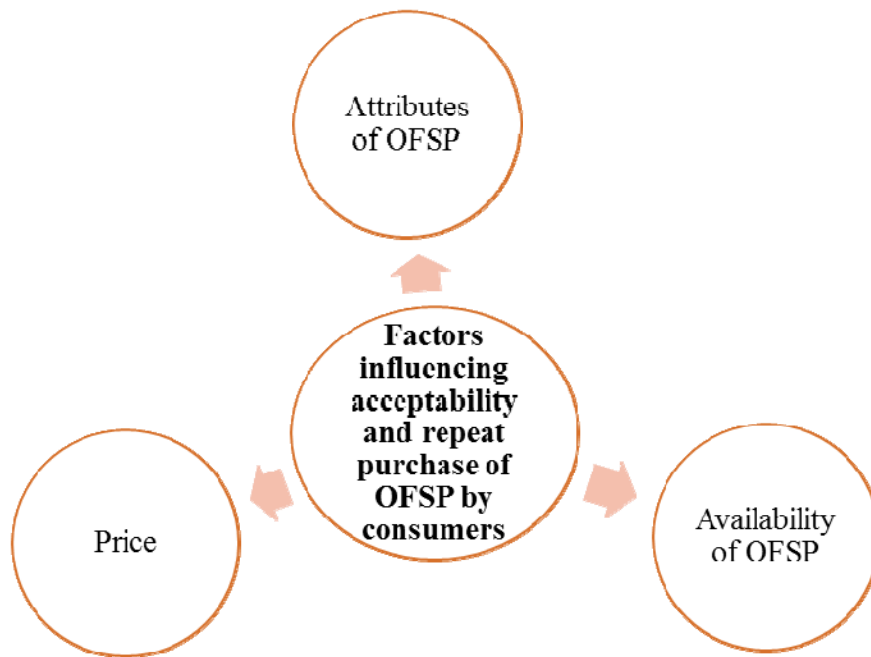 Attributes
of OFSP
Factors
influencing
acceptability
and repeat
purchase of
OFSP by
consumers
Price
Availability
of OFSP